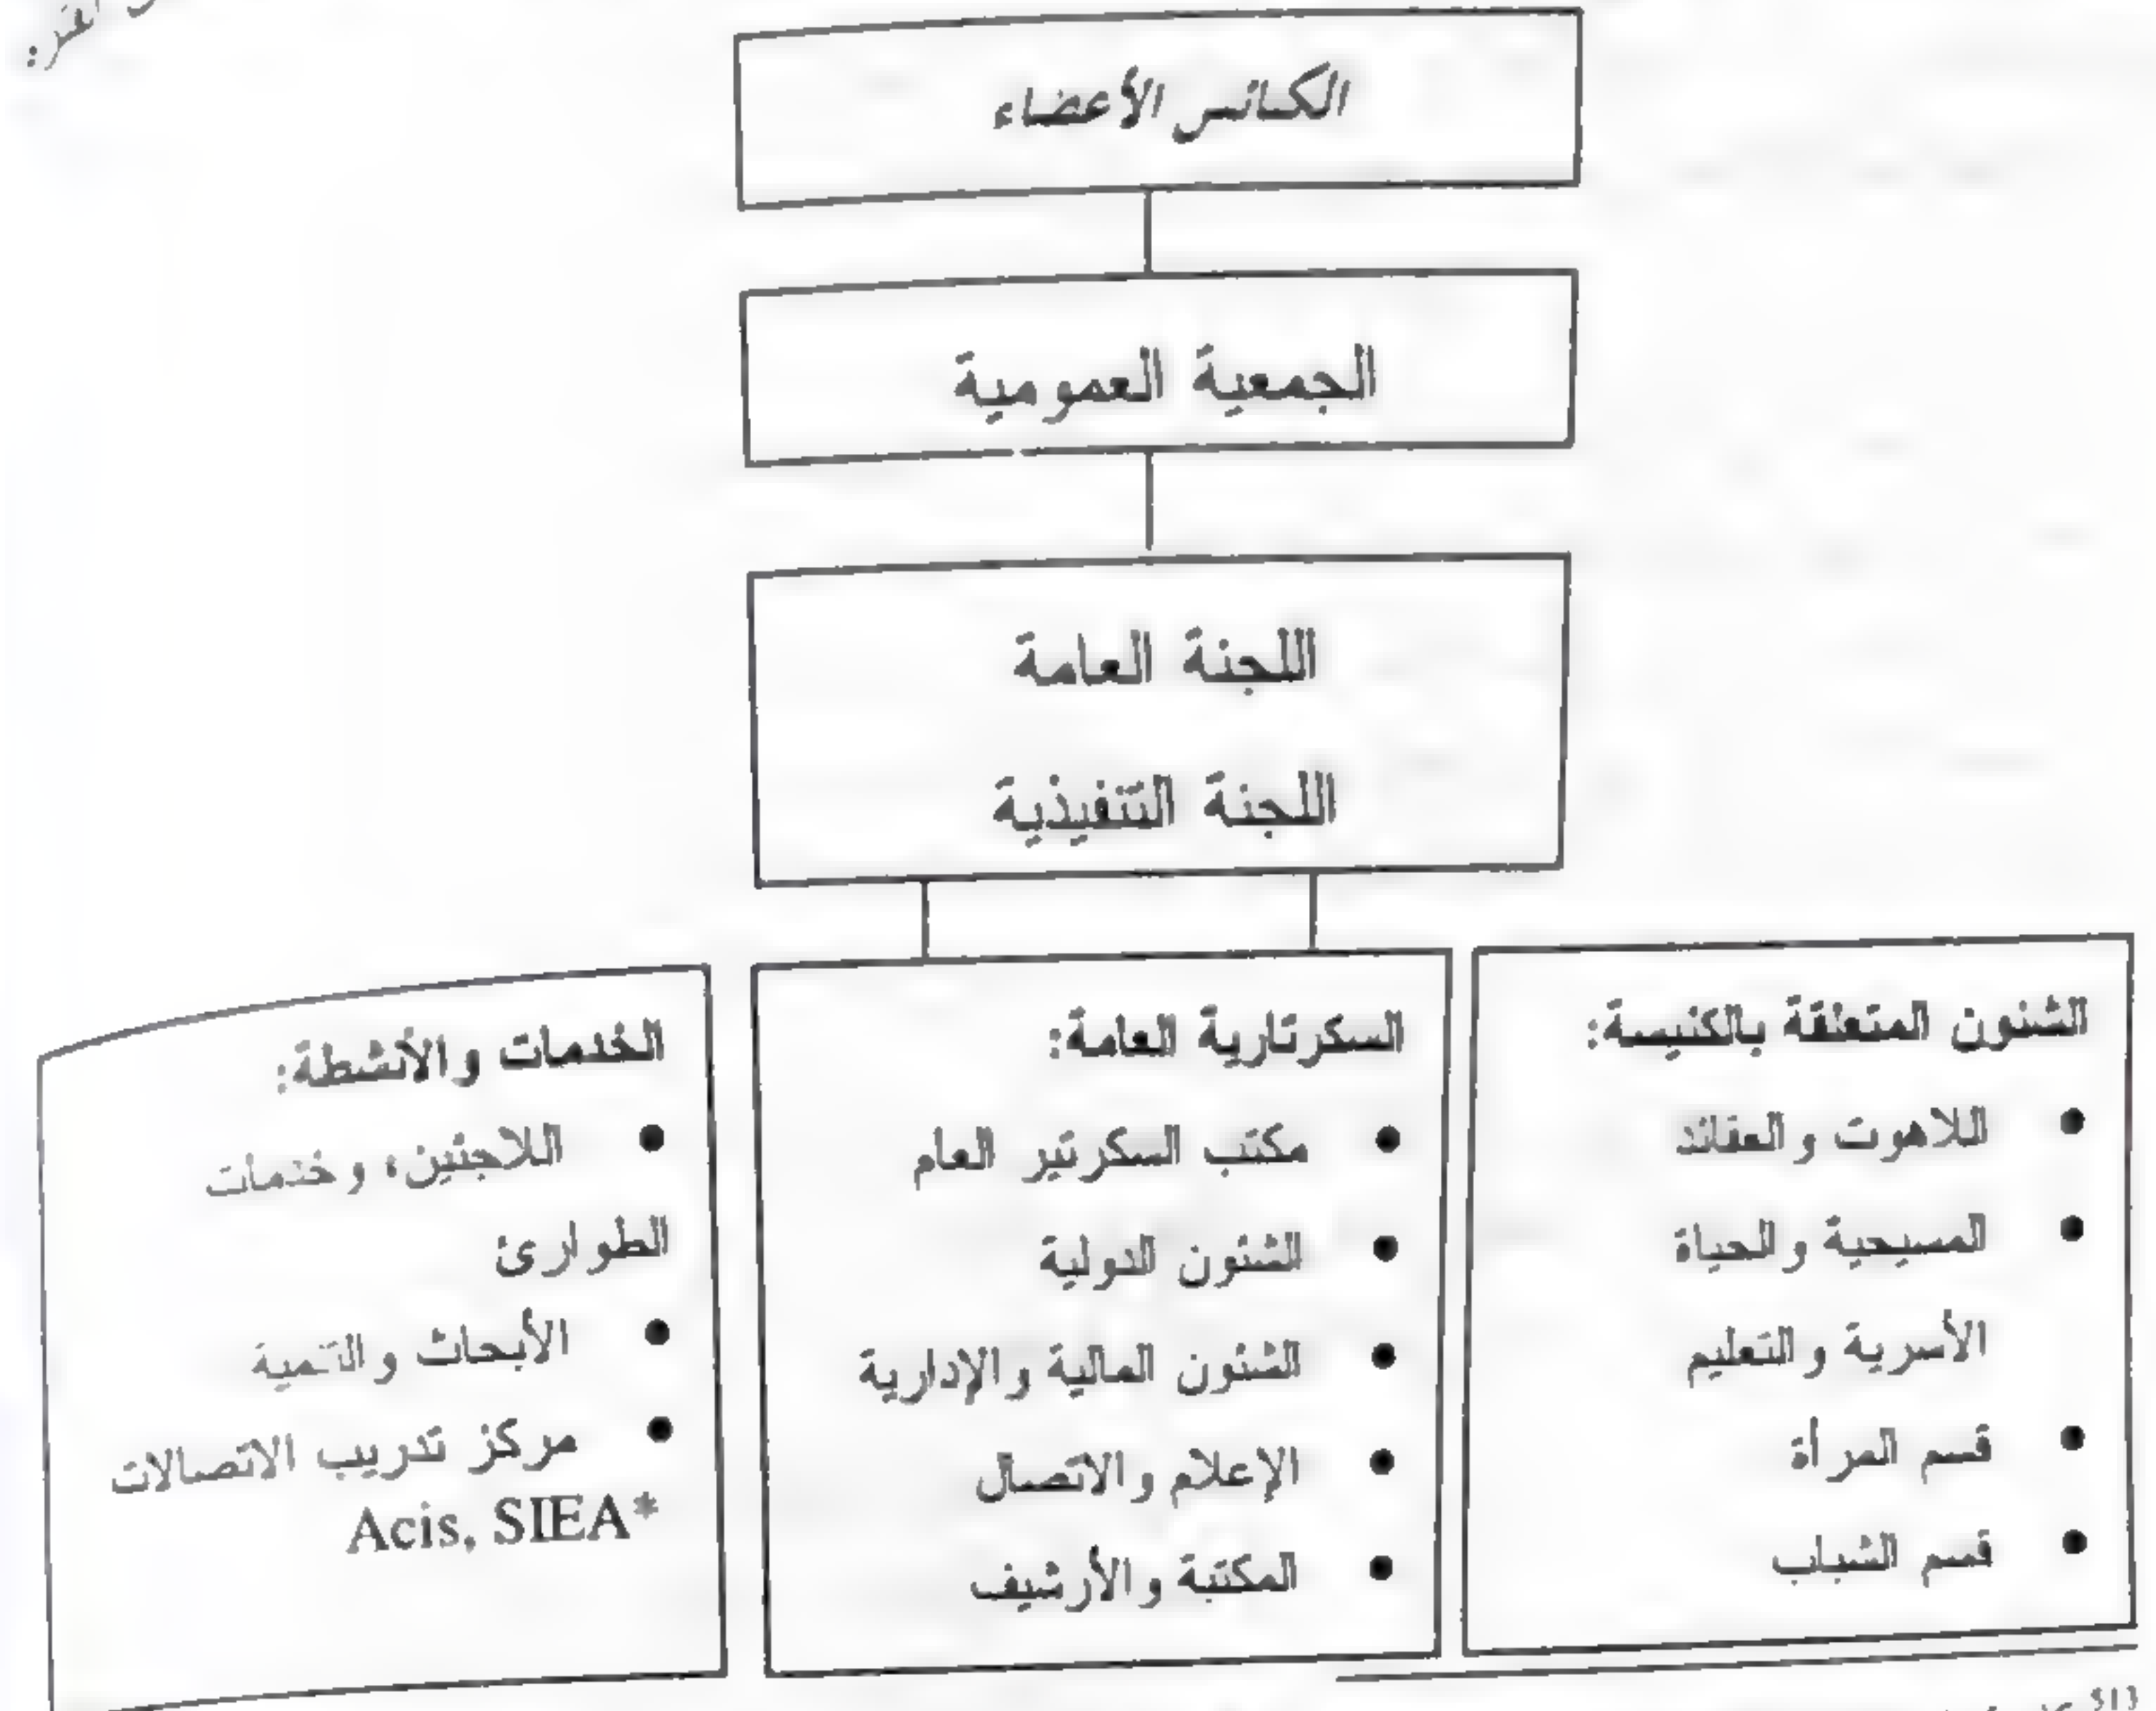 الكنائس الأعضاء
الجمعية العمومية
اللجنة العامة
اللجنة التنفيذية
الشئون المتعلقة بالكنيسة:
• اللاهوت والعقائد
• المسيحية والحياة
الأسرية والتعليم
• قسم المرأة
• قسم الشباب
السكرتارية العامة:
• مكتب السكرتير العام
• الشئون الدولية
• الشئون المالية والإدارية
• الإعلام والاتصال
• المكتبة والأرشيف
الخدمات والأنشطة:
• اللاجئين، وخدمات
الطوارئ
• الأبحاث والتنمية
• مركز تدريب الاتصالات
Acis, SIEA*
513